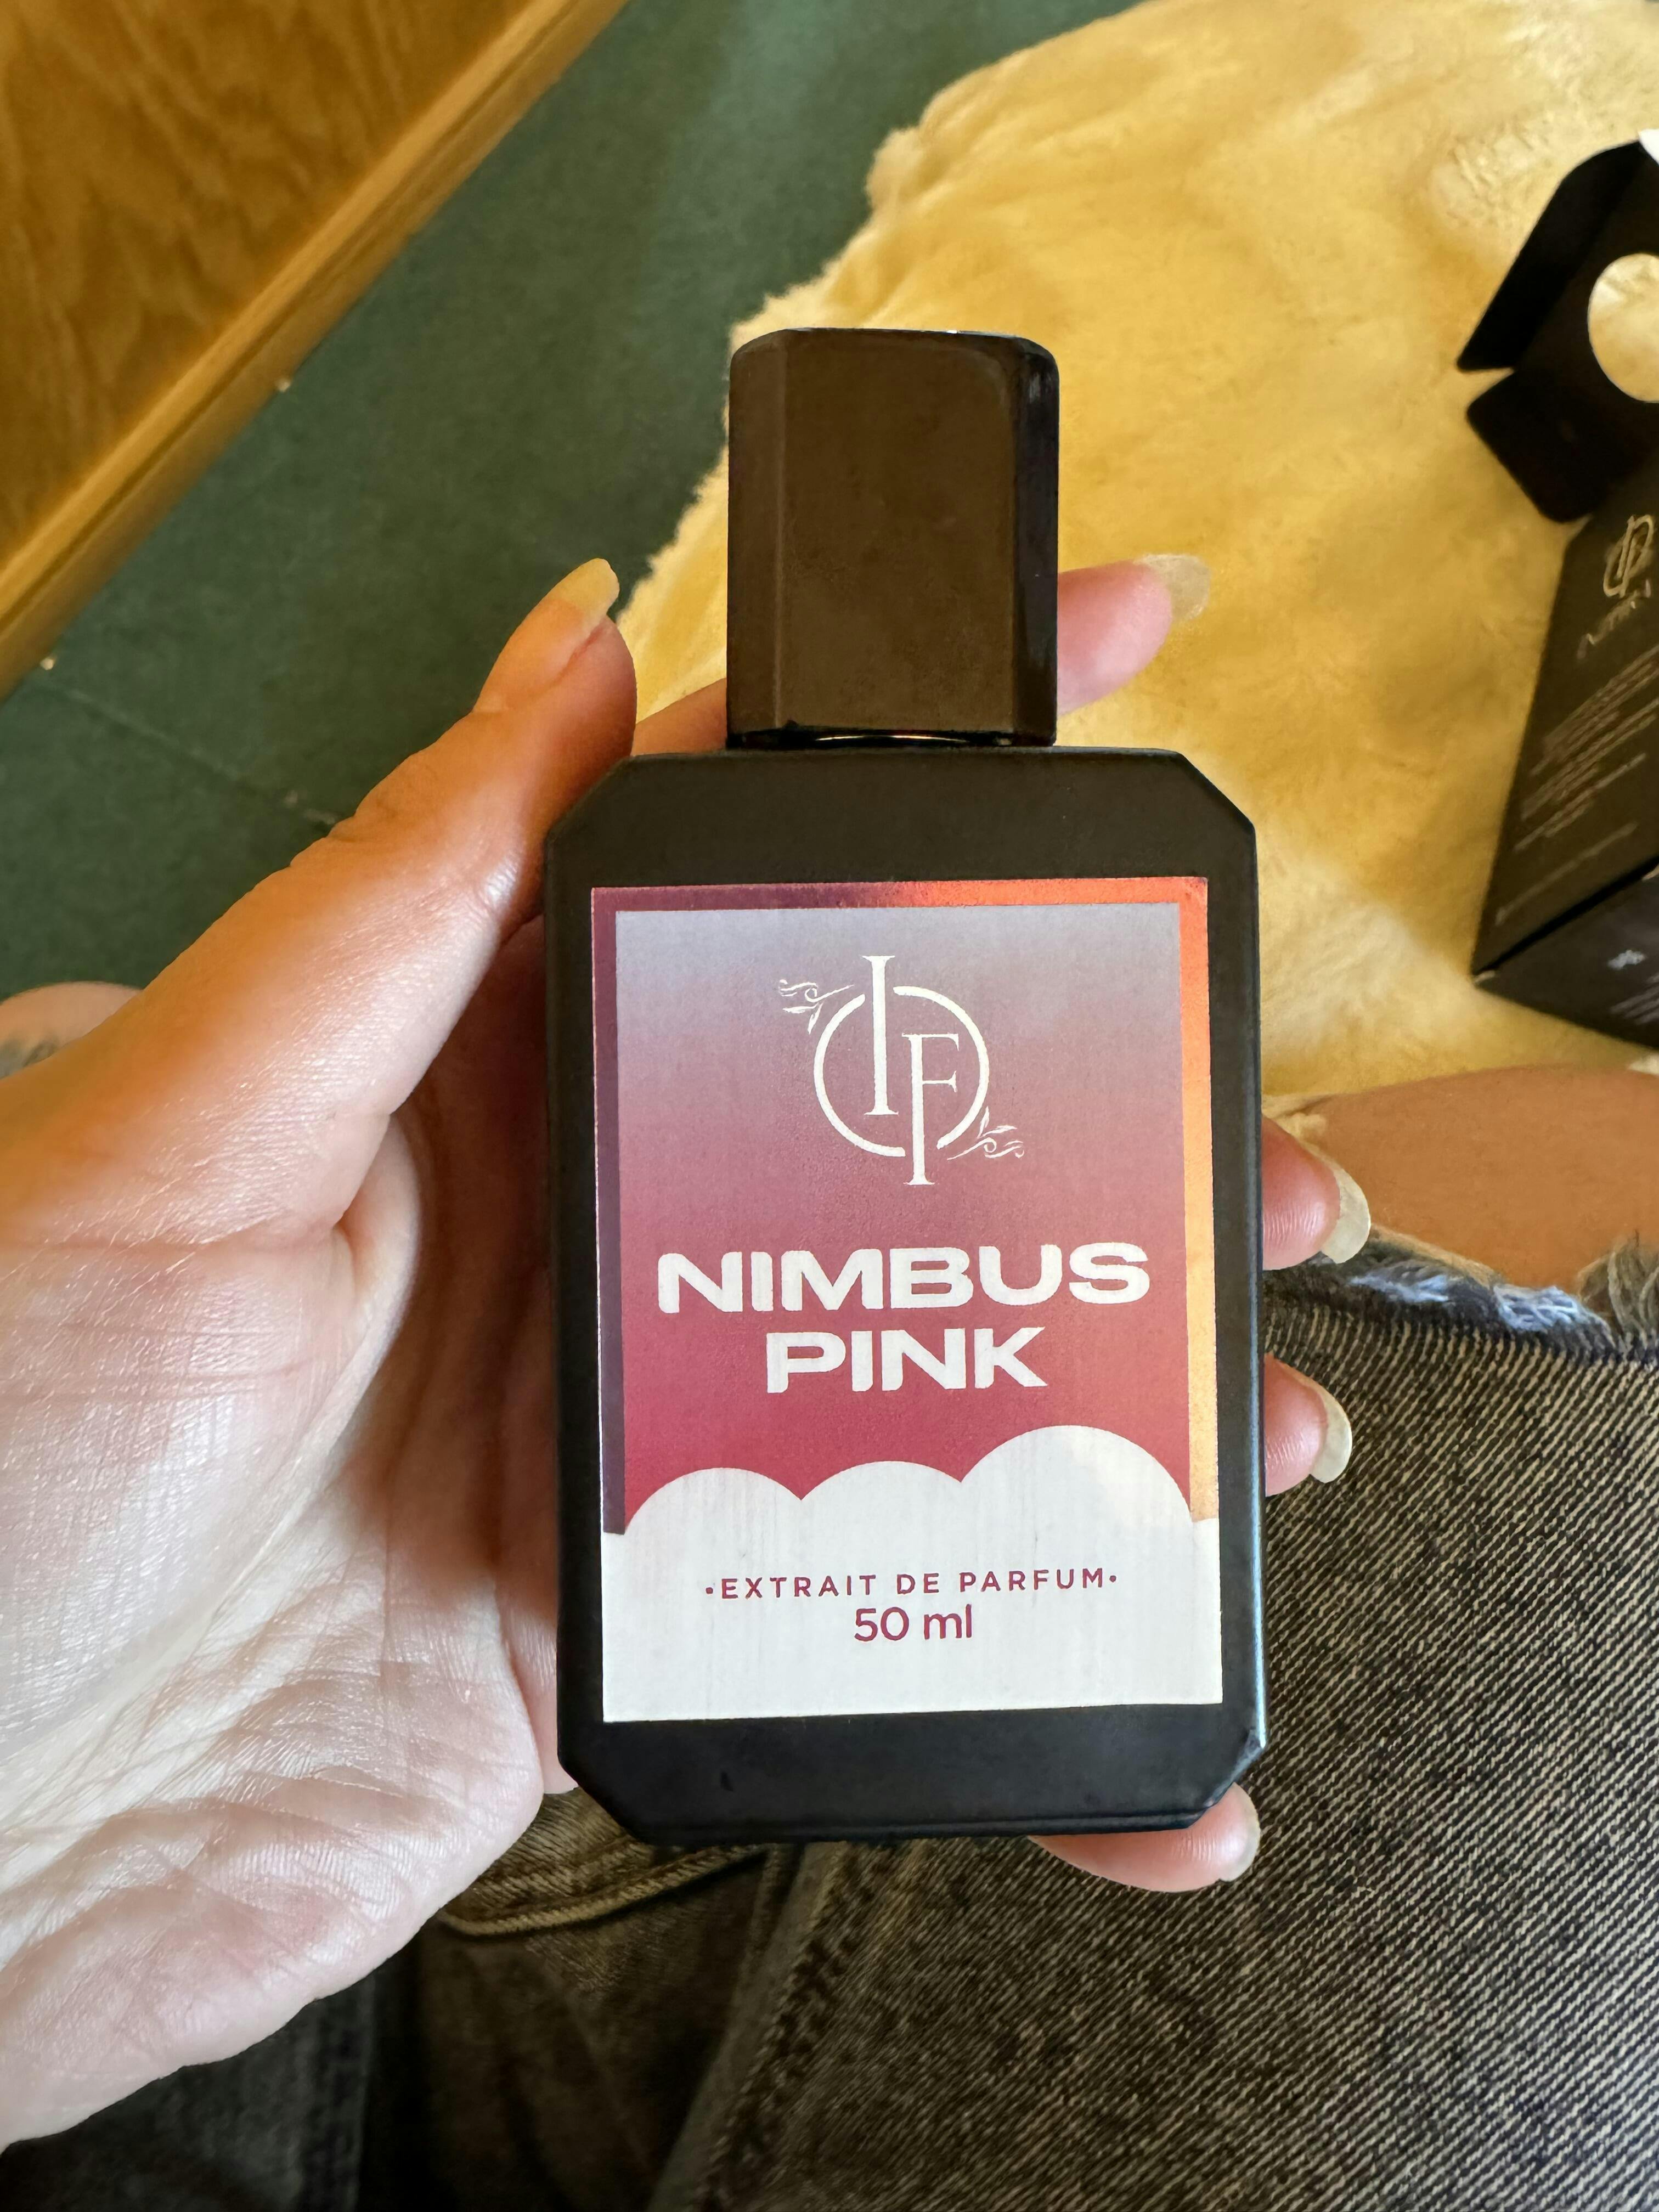 IF
NIMBUS
PINK
·EXTRAIT DE PARFUM·
50 ml